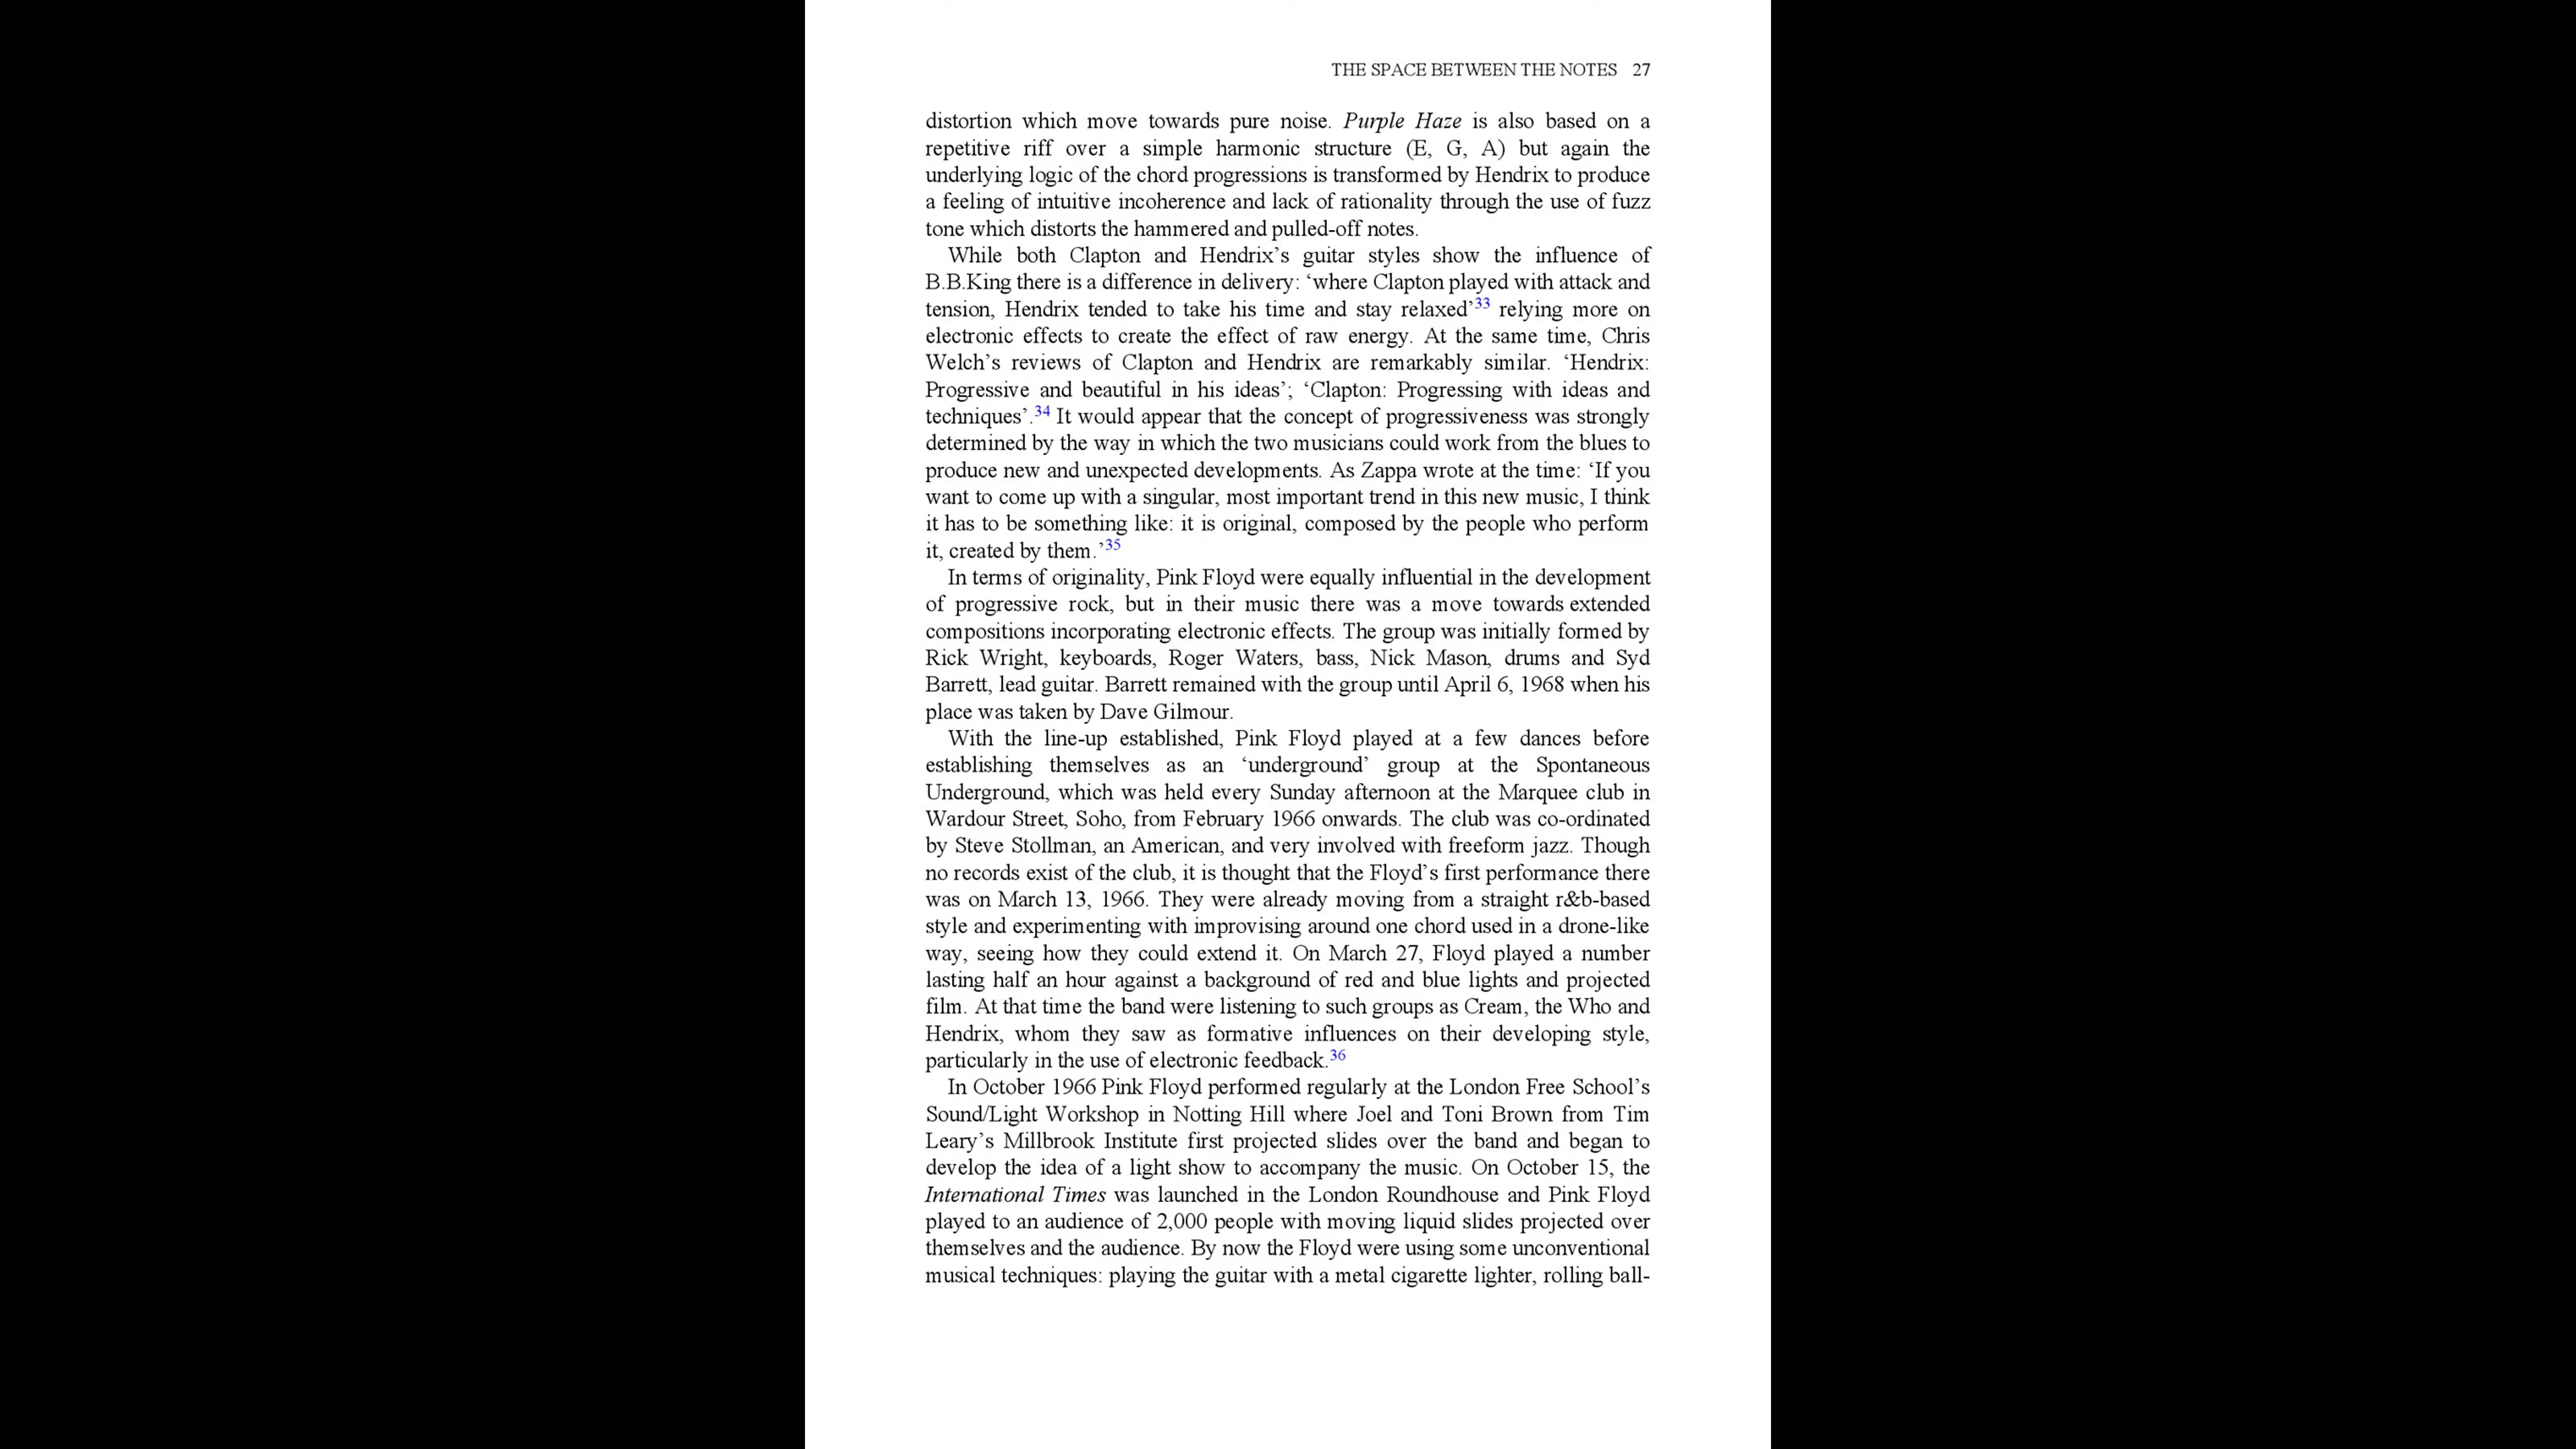 THE SPACE BETWEEN THE NOTES 27
distortion which move towards pure noise. Purple Haze is also based on a
repetitive riff over a simple harmonic structure (E, G, A) but again the
underlying logic of the chord progressions is transformed by Hendrix to produce
a feeling of intuitive incoherence and lack of rationality through the use of fuzz
tone which distorts the hammered and pulled-off notes.
While both Clapton and Hendrix’s guitar styles show the influence of
B.B.King there is a difference in delivery: ‘where Clapton played with attack and
tension, Hendrix tended to take his time and stay relaxed’33 relying more on
electronic effects to create the effect of raw energy. At the same time, Chris
Welch’s reviews of Clapton and Hendrix are remarkably similar. ‘Hendrix:
Progressive and beautiful in his ideas’; ‘Clapton: Progressing with ideas and
techniques’.34 It would appear that the concept of progressiveness was strongly
determined by the way in which the two musicians could work from the blues to
produce new and unexpected developments. As Zappa wrote at the time: ‘If you
want to come up with a singular, most important trend in this new music, I think
it has to be something like: it is original, composed by the people who perform
it, created by them.’35
In terms of originality, Pink Floyd were equally influential in the development
of progressive rock, but in their music there was a move towards extended
compositions incorporating electronic effects. The group was initially formed by
Rick Wright, keyboards, Roger Waters, bass, Nick Mason, drums and Syd
Barrett, lead guitar. Barrett remained with the group until April 6, 1968 when his
place was taken by Dave Gilmour.
With the line-up established, Pink Floyd played at a few dances before
establishing themselves as an ‘underground’ group at the Spontaneous
Underground, which was held every Sunday afternoon at the Marquee club in
Wardour Street, Soho, from February 1966 onwards. The club was co-ordinated
by Steve Stollman, an American, and very involved with freeform jazz. Though
no records exist of the club, it is thought that the Floyd’s first performance there
was on March 13, 1966. They were already moving from a straight r&b-based
style and experimenting with improvising around one chord used in a drone-like
way, seeing how they could extend it. On March 27, Floyd played a number
lasting half an hour against a background of red and blue lights and projected
film. At that time the band were listening to such groups as Cream, the Who and
Hendrix, whom they saw as formative influences on their developing style,
particularly in the use of electronic feedback.36
In October 1966 Pink Floyd performed regularly at the London Free School’s
Sound/Light Workshop in Notting Hill where Joel and Toni Brown from Tim
Leary’s Millbrook Institute first projected slides over the band and began to
develop the idea of a light show to accompany the music. On October 15, the
International Times was launched in the London Roundhouse and Pink Floyd
played to an audience of 2,000 people with moving liquid slides projected over
themselves and the audience. By now the Floyd were using some unconventional
musical techniques: playing the guitar with a metal cigarette lighter, rolling ball-